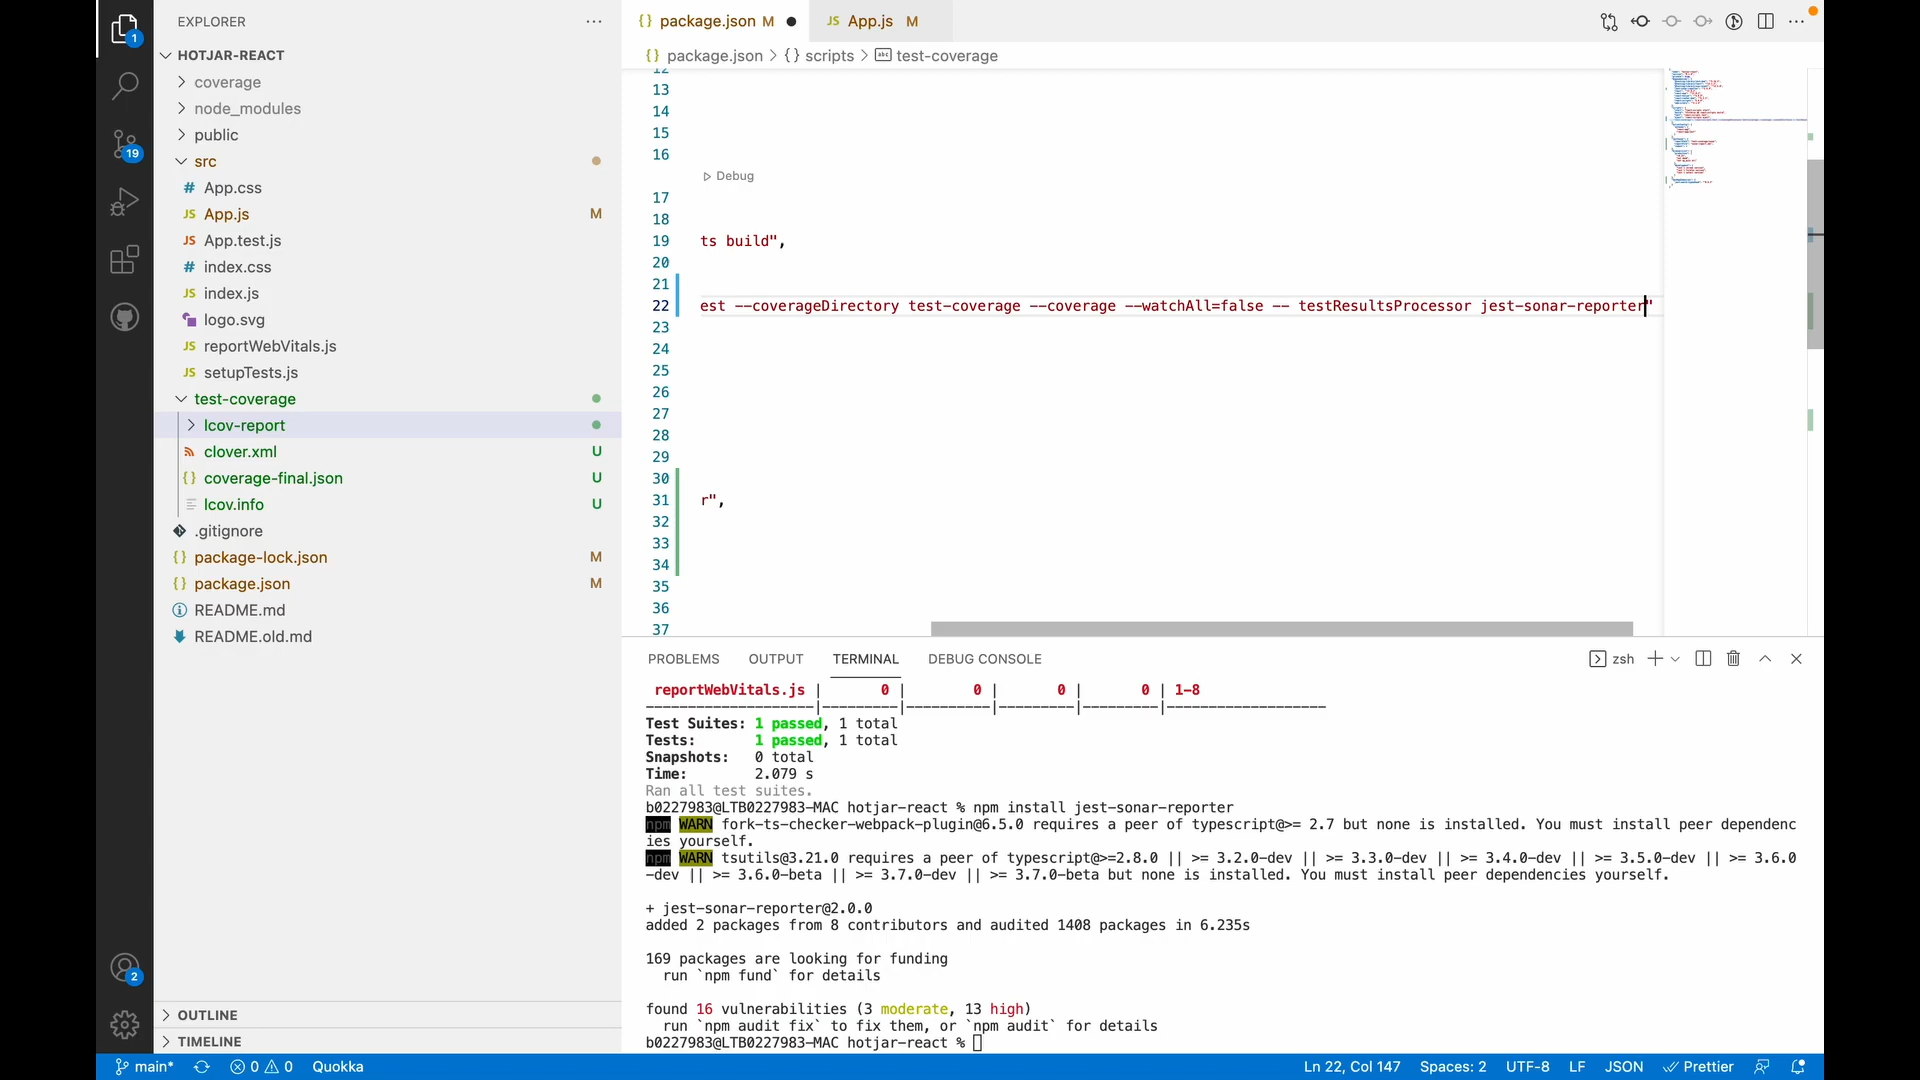 EXPLORER
HOTJAR-REACT
coverage
node_modules
public
src
# App.css
JS App.js M
JS App.test.js
# index.css
JS index.js
logo.svg
JS reportWebVitals.js
JS setupTests.js
test-coverage
lcov-report
clover.xml U
{} coverage-final.json U
lcov.info U
.gitignore
{} package-lock.json M
{} package.json M
README.md
README.old.md
OUTLINE
TIMELINE
1
19
2
{} package.json M
JS App.js M
{} package.json > {} scripts > abc test-coverage
12
13
14
15
16
Debug
17
18
19 ts build",
20
21
22 est --coverageDirectory test-coverage --coverage --watchAll=false -- testResultsProcessor jest-sonar-reporter"
23
24
25
26
27
28
29
30
31 r",
32
33
34
35
36
37
PROBLEMS OUTPUT TERMINAL DEBUG CONSOLE zsh
reportWebVitals.js | 0 | 0 | 0 | 0 | 1-8
--------------------|---------|----------|---------|---------|-------------------
Test Suites: 1 passed, 1 total
Tests: 1 passed, 1 total
Snapshots: 0 total
Time: 2.079 s
Ran all test suites.
b0227983@LTB0227983-MAC hotjar-react % npm install jest-sonar-reporter
npm WARN fork-ts-checker-webpack-plugin@6.5.0 requires a peer of typescript@>= 2.7 but none is installed. You must install peer dependenc
ies yourself.
npm WARN tsutils@3.21.0 requires a peer of typescript@>=2.8.0 || >= 3.2.0-dev || >= 3.3.0-dev || >= 3.4.0-dev || >= 3.5.0-dev || >= 3.6.0
-dev || >= 3.6.0-beta || >= 3.7.0-dev || >= 3.7.0-beta but none is installed. You must install peer dependencies yourself.
+ jest-sonar-reporter@2.0.0
added 2 packages from 8 contributors and audited 1408 packages in 6.235s
169 packages are looking for funding
run `npm fund` for details
found 16 vulnerabilities (3 moderate, 13 high)
run `npm audit fix` to fix them, or `npm audit` for details
b0227983@LTB0227983-MAC hotjar-react %
main* 0 0 Quokka Ln 22, Col 147 Spaces: 2 UTF-8 LF JSON Prettier